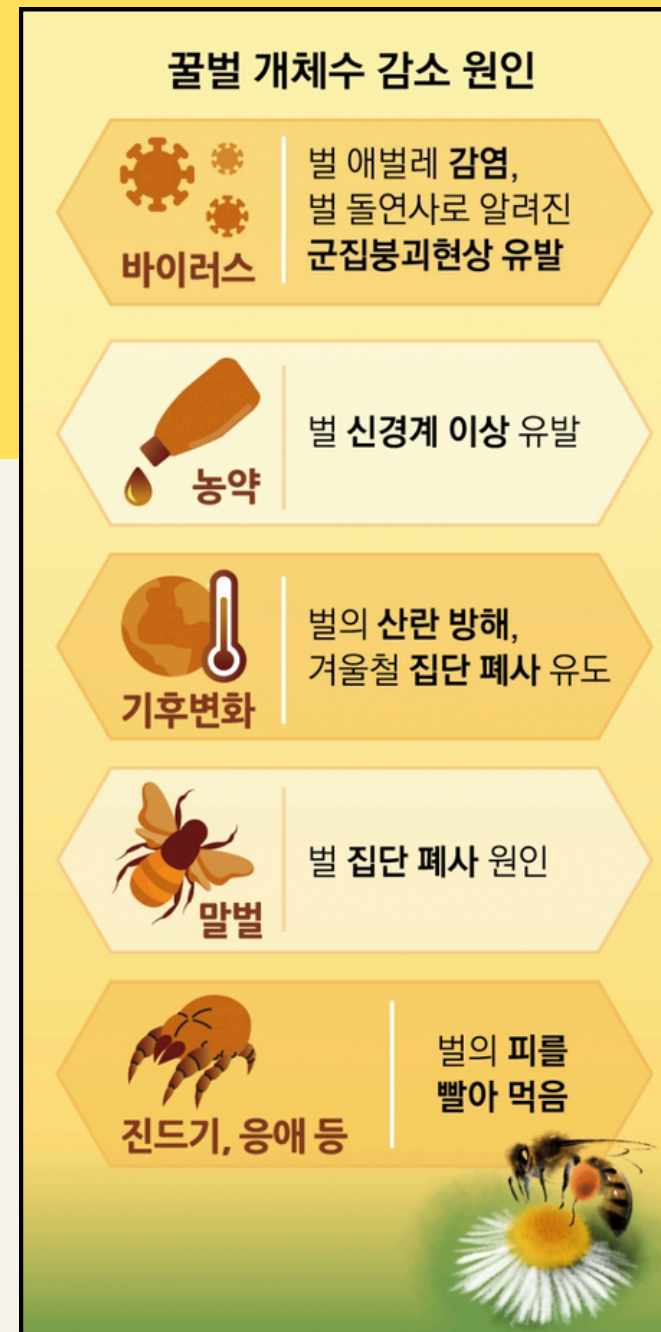 꿀벌 개체수 감소 원인
바이러스
벌 애벌레 감염,
벌 돌연사로 알려진
군집붕괴현상 유발
농약
벌 신경계 이상 유발
기후변화
벌의 산란 방해,
겨울철 집단 폐사 유도
말벌
벌 집단 폐사 원인
진드기, 응애 등
벌의 피를
빨아 먹음